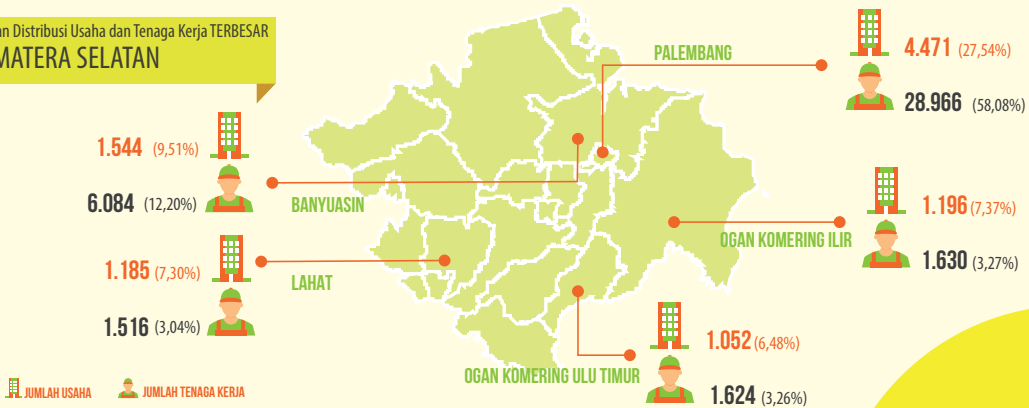 Distribusi Usaha dan Tenaga Kerja TERBESAR
SELATAN
PALEMBANG
4.471 (27,54%)
28.966 (58,08%)
1.544 (9,51%)
6.084 (12,20%)
BANYUASIN
1.196 (7,37%)
OGAN KOMERING ILIR
1.630 (3,27%)
1.185 (7,30%)
LAHAT
1.516 (3,04%)
1.052 (6,48%)
OGAN KOMERING ULU TIMUR
1.624 (3,26%)
JUMLAH USAHA
JUMLAH TENAGA KERJA